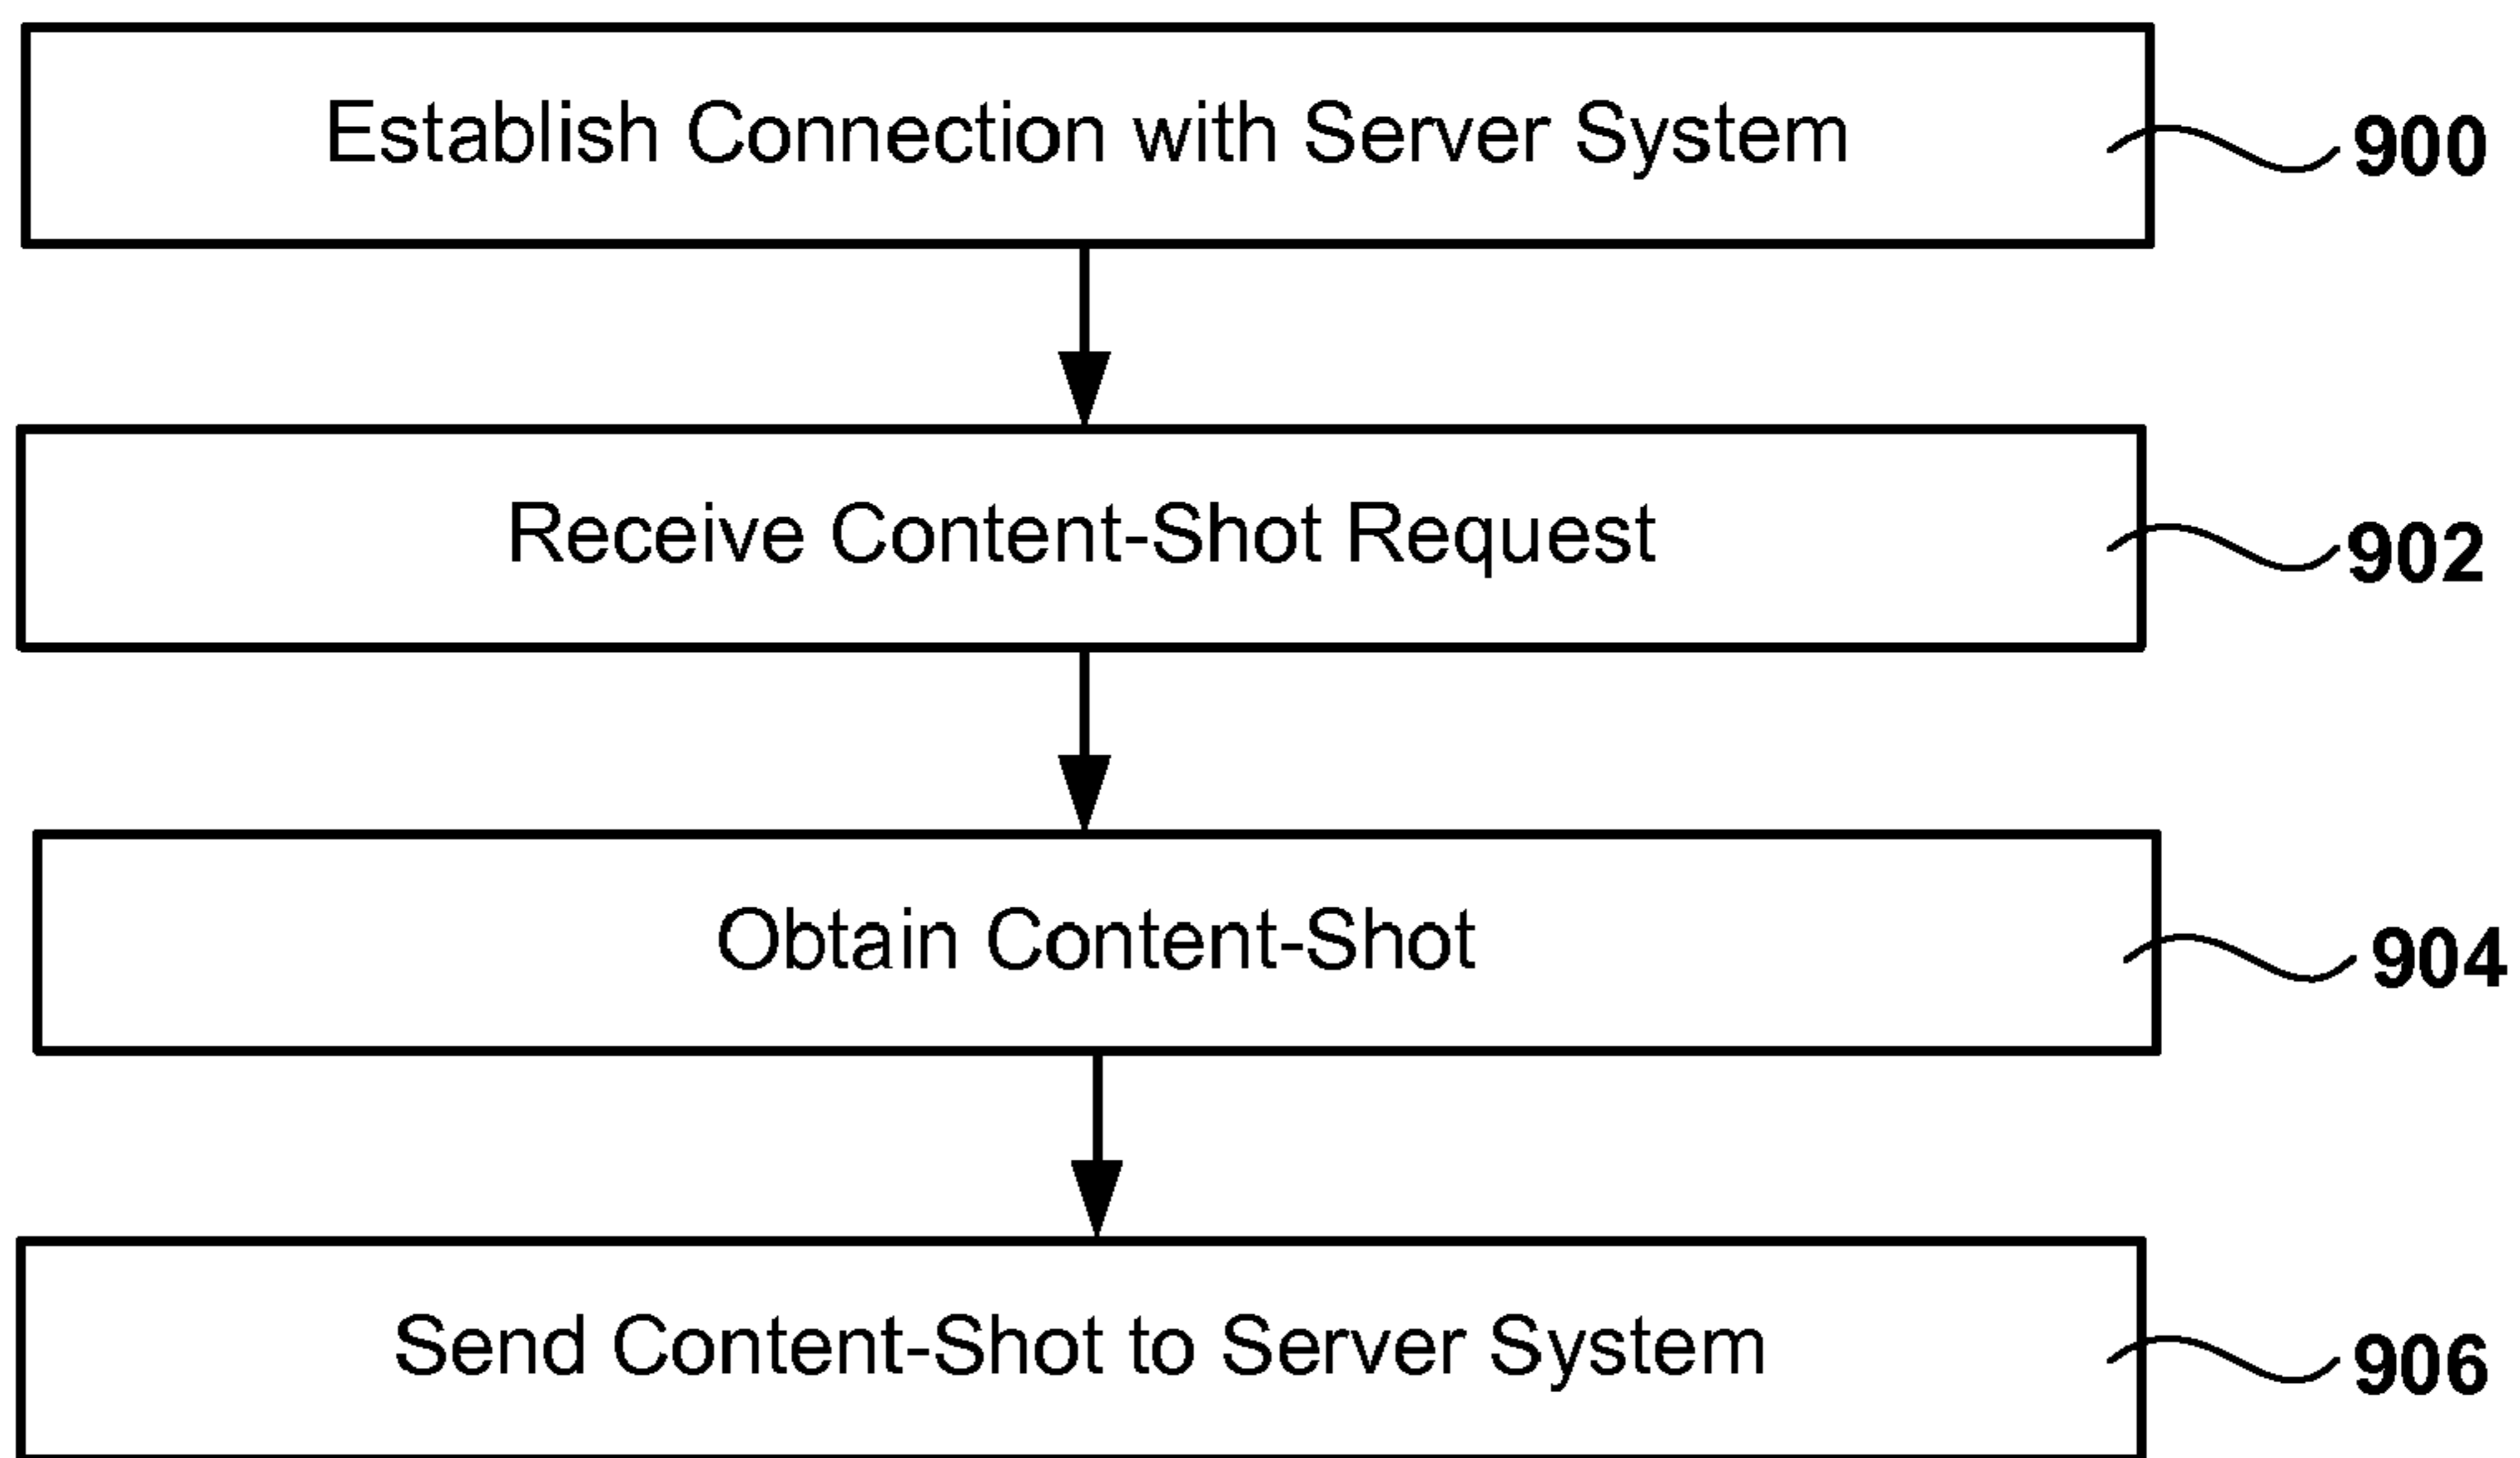 Establish Connection with Server System
900
Receive Content-Shot Request
902
Obtain Content-Shot
904
Send Content-Shot to Server System
906